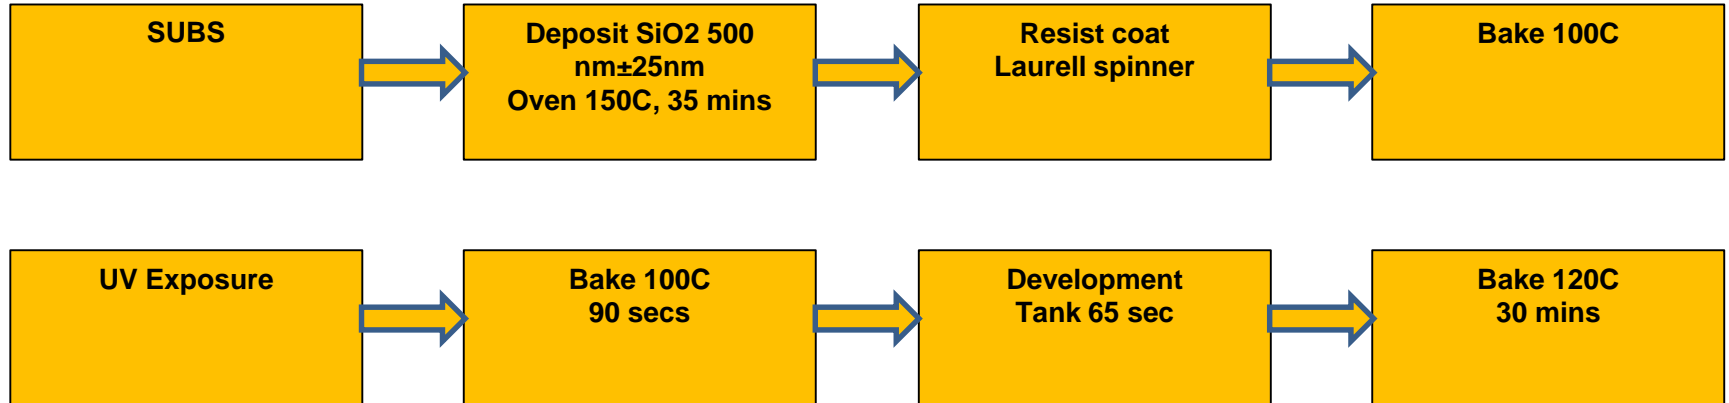 SUBS
Deposit SiO2 500
nm±25nm
Oven 150C, 35 mins
Resist coat
Laurell spinner
Bake 100C
UV Exposure
Bake 100C
90 secs
Development
Tank 65 sec
Bake 120C
30 mins